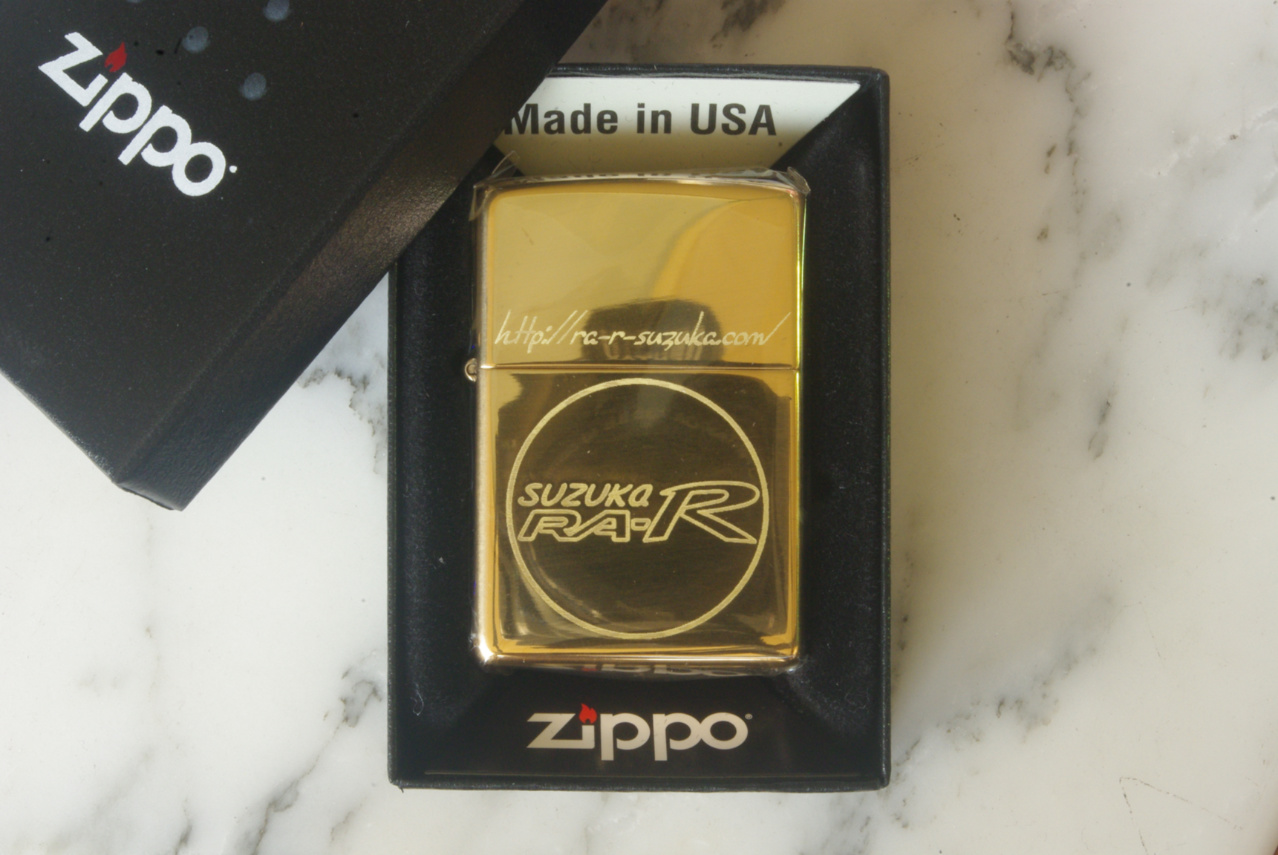 Zippo
Made in USA
http://ra-r-suzuka.com/
SUZUKA
RA-R
Zippo